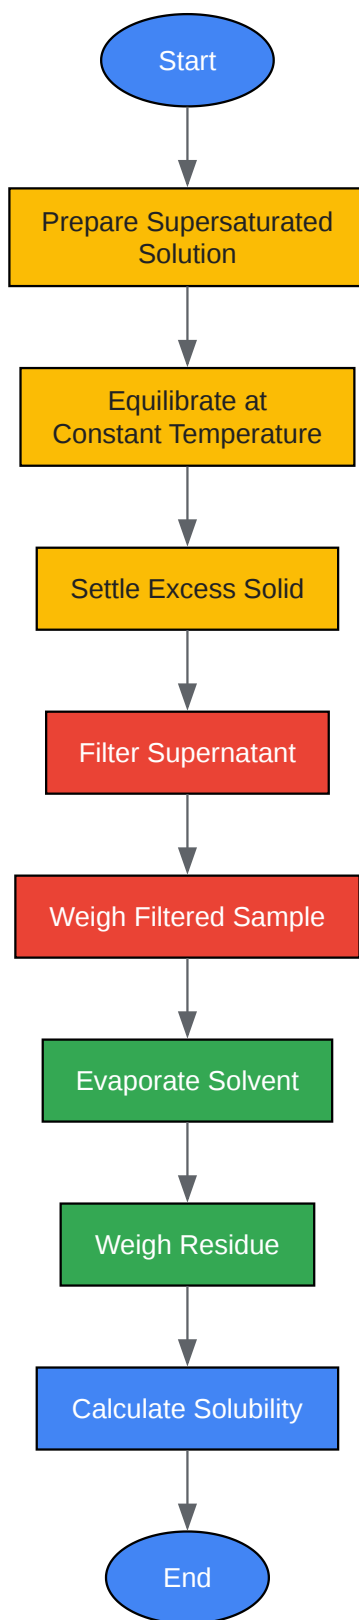 Start
Prepare Supersaturated
Solution
Equilibrate at
Constant Temperature
Settle Excess Solid
Filter Supernatant
Weigh Filtered Sample
Evaporate Solvent
Weigh Residue
Calculate Solubility
End